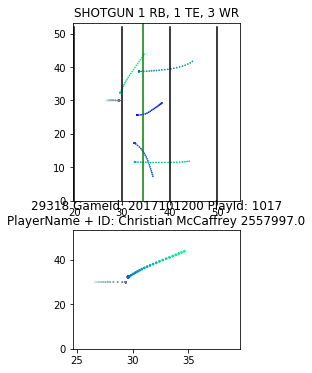 SHOTGUN 1 RB, 1 TE, 3 WR
50
40
30
20
10
0
20 30 40 50
29318 GameId: 2017101200 PlayId: 1017
PlayerName + ID: Christian McCaffrey 2557997.0
40
20
0
25 30 35